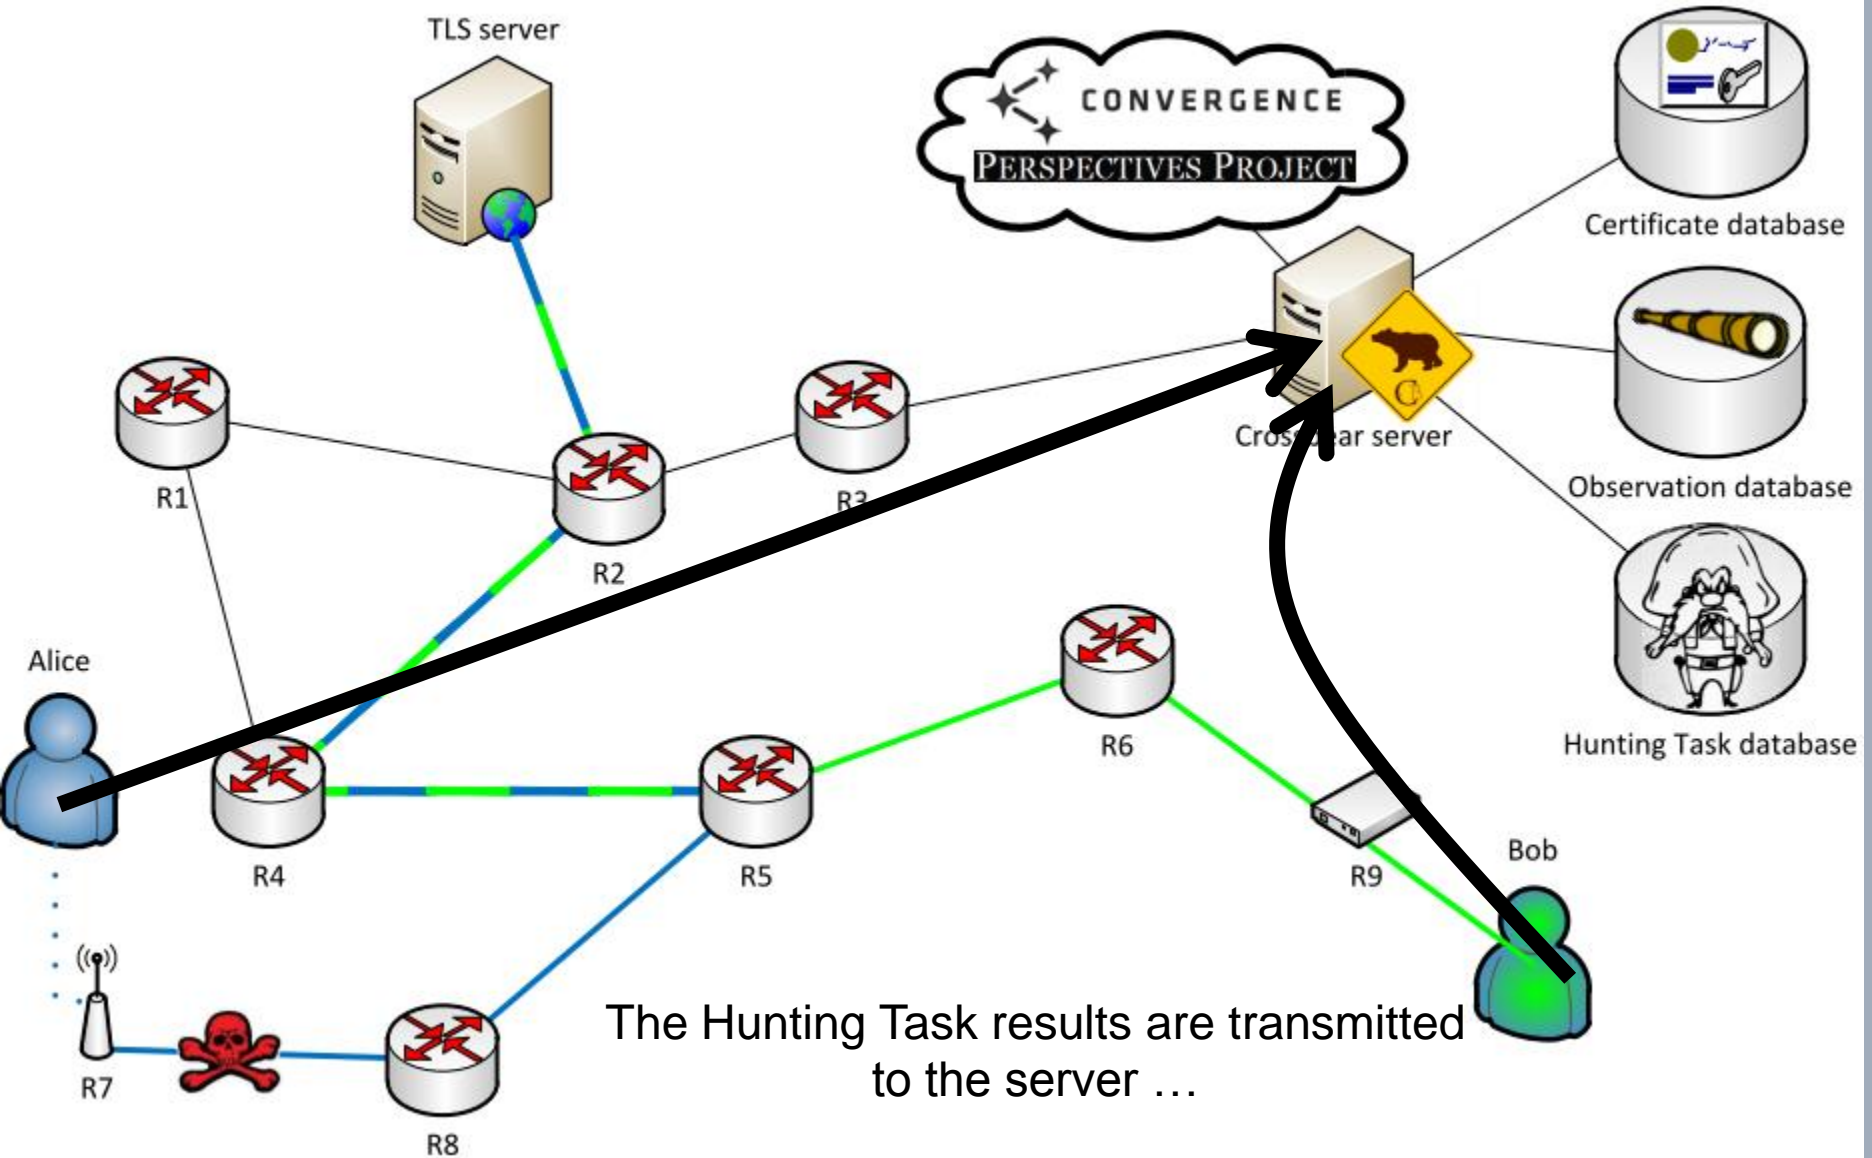 TLS server
CONVERGENCE
PERSPECTIVES PROJECT
Certificate database
R1
R3
Crossbear server
Observation database
R2
Alice
R6
Hunting Task database
R4
R5
R9
Bob
R7
R8
The Hunting Task results are transmitted
to the server …